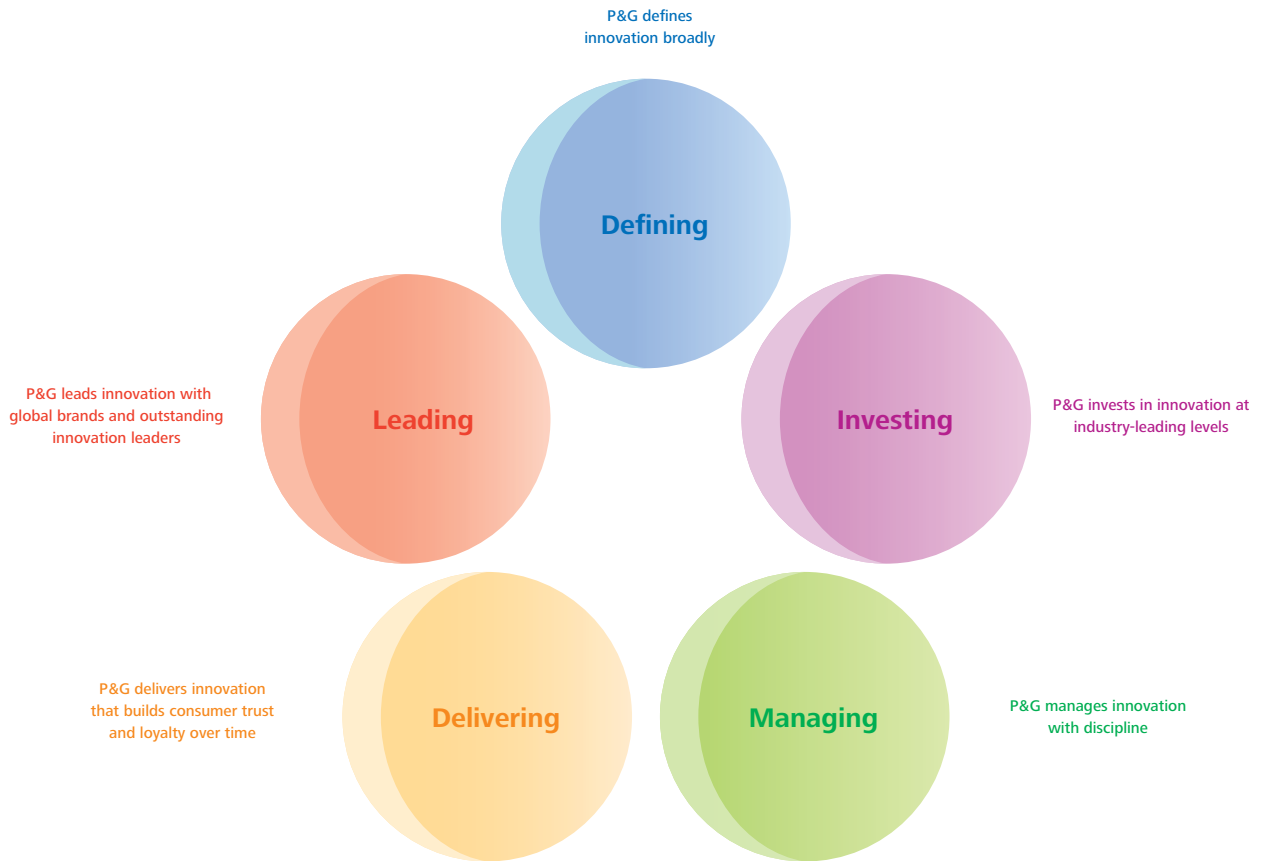 P&G defines
innovation broadly
Defining
Investing
P&G invests in innovation at
industry-leading levels
Managing
P&G manages innovation
with discipline
Delivering
P&G delivers innovation
that builds consumer trust
and loyalty over time
Leading
P&G leads innovation with
global brands and outstanding
innovation leaders